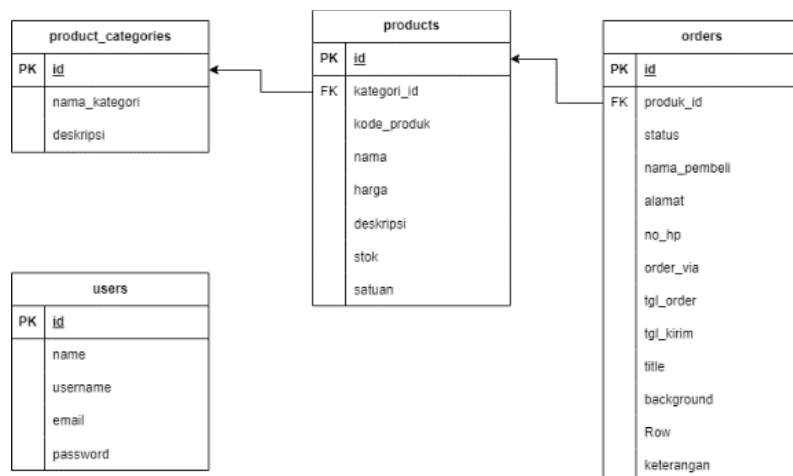 product_categories
PK id
nama_kategori
deskripsi
products
PK id
FK kategori_id
kode_produk
nama
harga
deskripsi
stok
satuan
orders
PK id
FK produk_id
status
nama_pembeli
alamat
no_hp
order_via
tgl_order
tgl_kirim
title
background
Row
keterangan
users
PK id
name
username
email
password